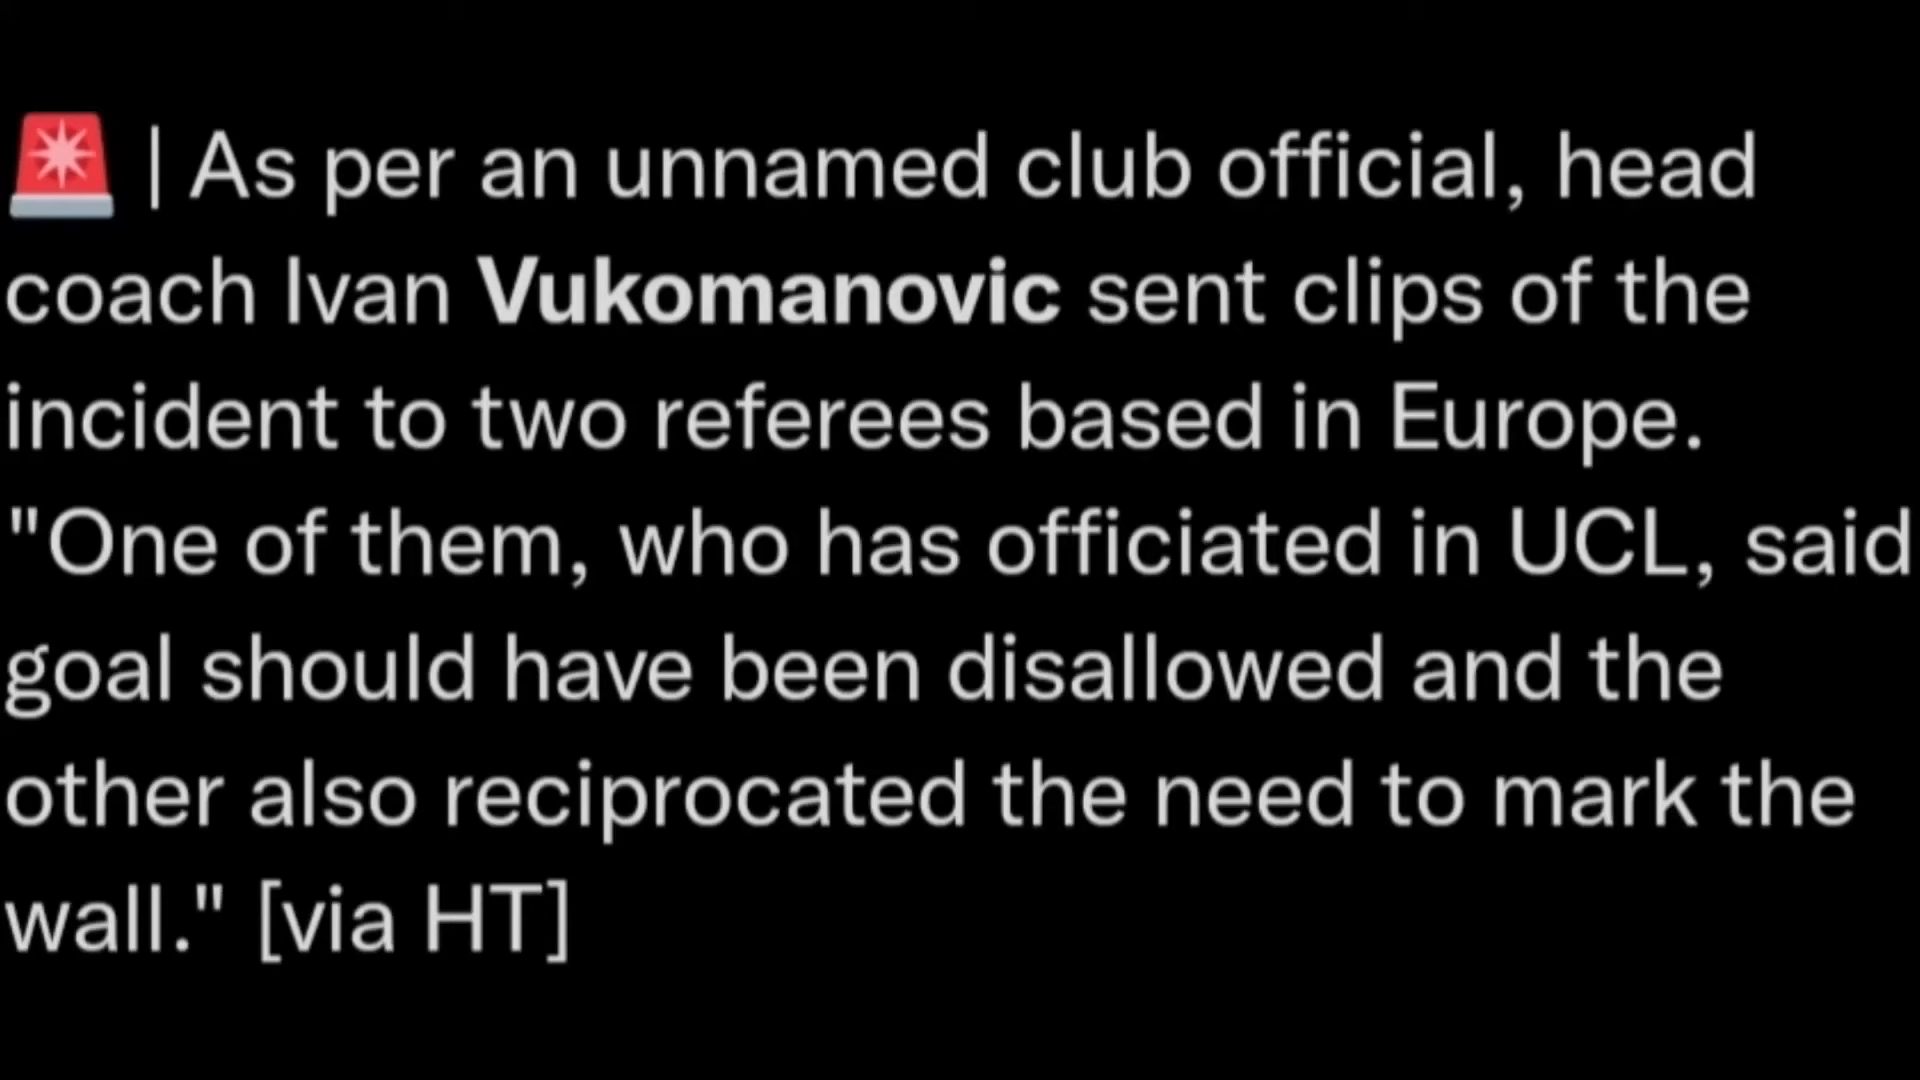 🚨 | As per an unnamed club official, head
coach Ivan Vukomanovic sent clips of the
incident to two referees based in Europe.
"One of them, who has officiated in UCL, said
goal should have been disallowed and the
other also reciprocated the need to mark the
wall." [via HT]